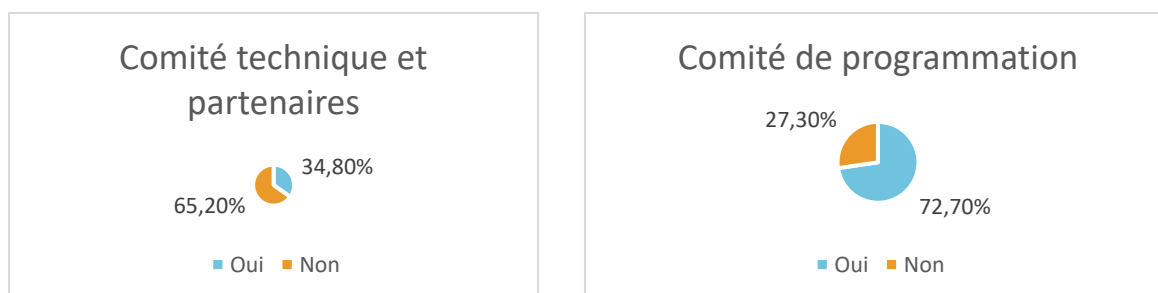 Comité technique et
partenaires
34,80%
65,20%
Oui Non
Comité de programmation
27,30%
72,70%
Oui Non